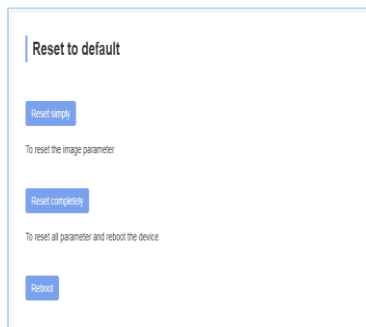 Reset to default
Reset simply
To reset the image parameter
Reset completely
To reset all parameter and reboot the device
Reboot